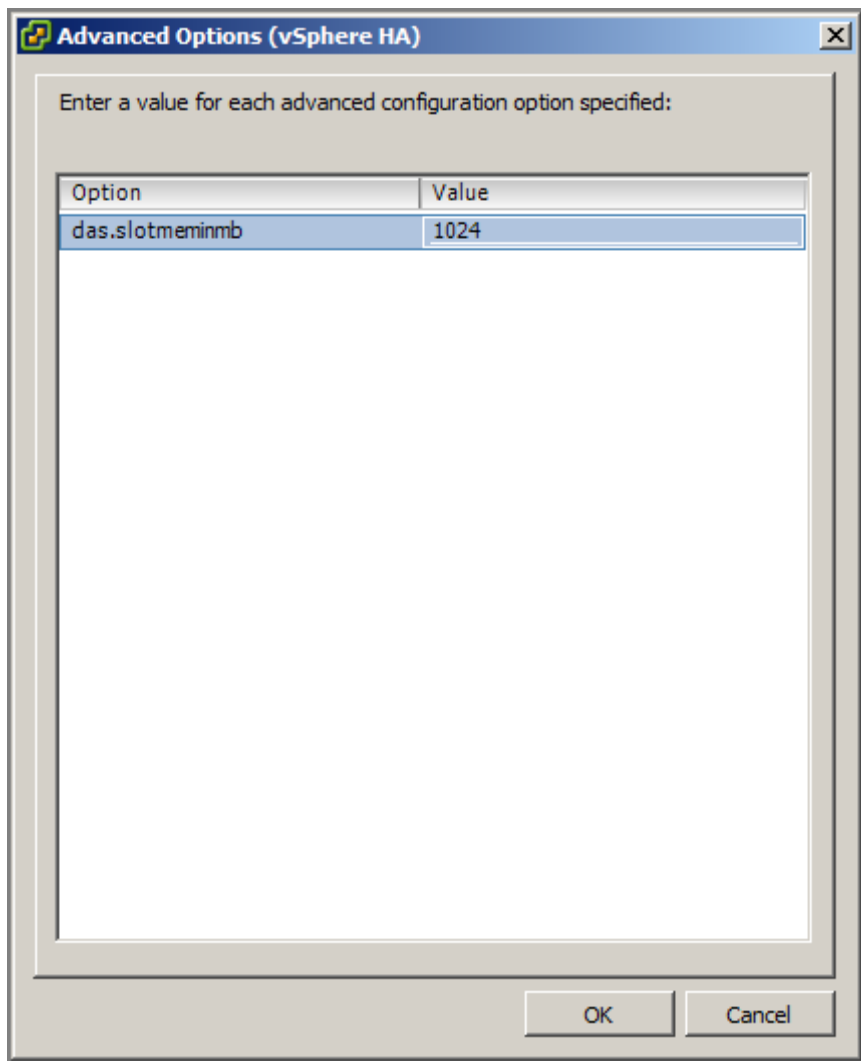 Advanced Options (vSphere HA)
Enter a value for each advanced configuration option specified:
Option Value
das.slotmeminmb 1024
OK Cancel